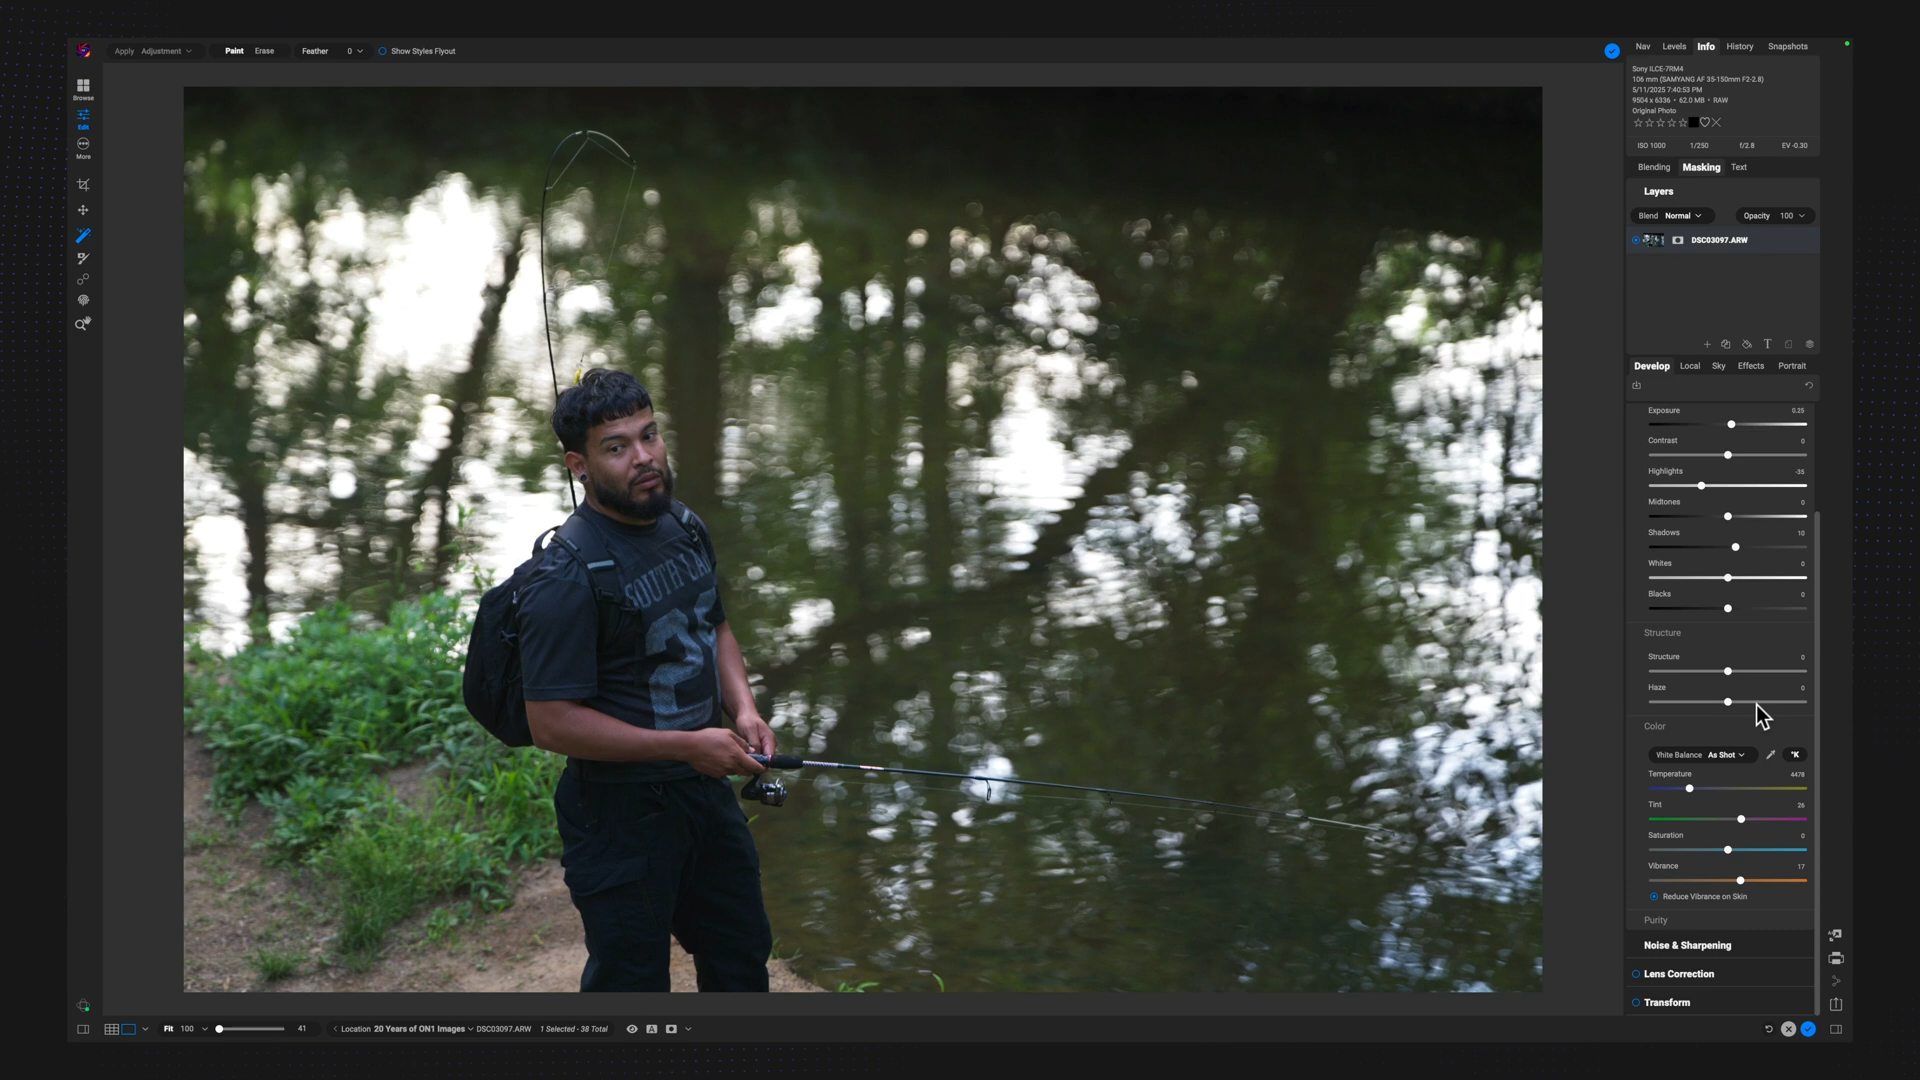 Apply Adjustment Paint Erase Feather 0 Show Styles Flyout
Nav Levels Info History Snapshots
Sony ILCE-7RM4
106 mm (SAMYANG AF 35-150mm F2-2.8)
5/11/2025 7:40:53 PM
9504 x 6336 • 62.0 MB • RAW
Original Photo
ISO 1000 1/250 f/2.8 EV -0.30
Browse
Edit
More
Blending Masking Text
Layers
Blend Normal Opacity 100
DSC03097.ARW
T
Develop Local Sky Effects Portrait
Exposure 0.25
Contrast 0
Highlights -35
Midtones 0
Shadows 10
Whites 0
Blacks 0
Structure
Structure 0
Haze 0
Color
White Balance As Shot °K
Temperature 4478
Tint 26
Saturation 0
Vibrance 17
Reduce Vibrance on Skin
Purity
Noise & Sharpening
Lens Correction
Transform
SOUTH LA
2
Fit 100 41 Location 20 Years of ON1 Images DSC03097.ARW 1 Selected - 38 Total A